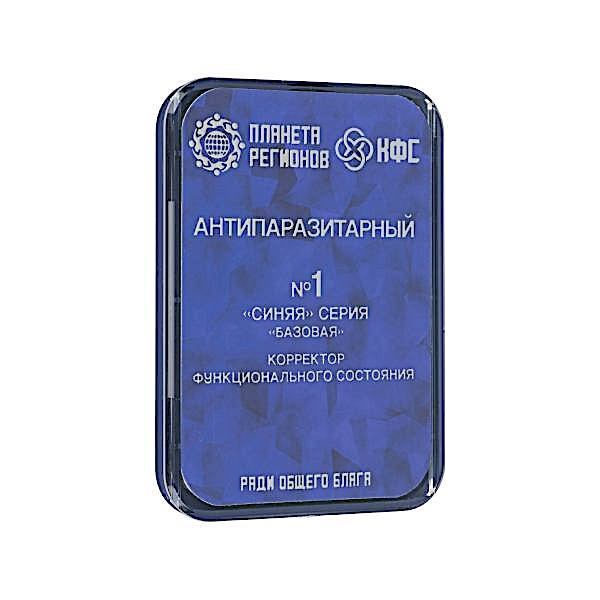 ПЛАНЕТА
РЕГИОНОВ
КФС
АНТИПАРАЗИТАРНЫЙ
№1
«СИНЯЯ» СЕРИЯ
«БАЗОВАЯ»
КОРРЕКТОР
ФУНКЦИОНАЛЬНОГО СОСТОЯНИЯ
РАДИ ОБЩЕГО БЛАГА